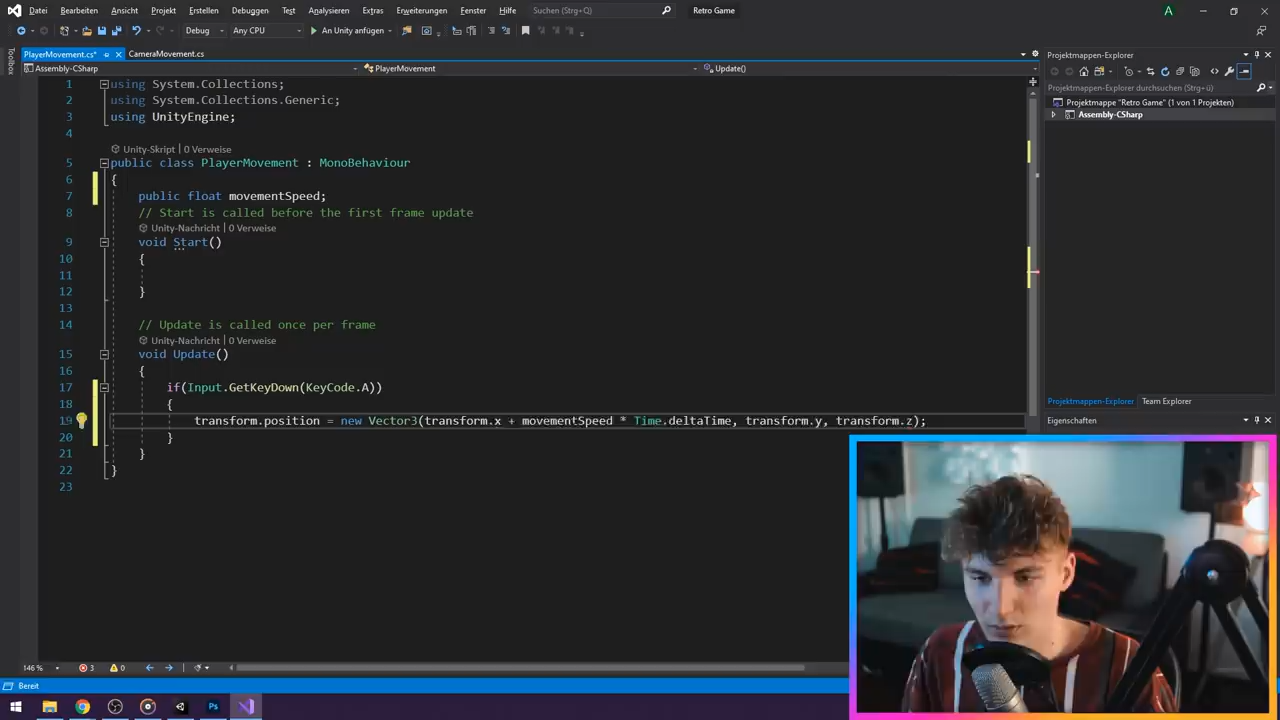 Datei Bearbeiten Ansicht Projekt Erstellen Debuggen Test Analysieren Extras Erweiterungen Fenster Hilfe Suchen (Strg+Q) Retro Game A
Debug Any CPU An Unity anfügen
PlayerMovement.cs* CameraMovement.cs
Assembly-CSharp PlayerMovement Update()
1 using System.Collections;
2 using System.Collections.Generic;
3 using UnityEngine;
4
Unity-Skript | 0 Verweise
5 public class PlayerMovement : MonoBehaviour
6 {
7 public float movementSpeed;
8 // Start is called before the first frame update
Unity-Nachricht | 0 Verweise
9 void Start()
10 {
11
12 }
13
14 // Update is called once per frame
Unity-Nachricht | 0 Verweise
15 void Update()
16 {
17 if(Input.GetKeyDown(KeyCode.A))
18 {
19 transform.position = new Vector3(transform.x + movementSpeed * Time.deltaTime, transform.y, transform.z);
20 }
21 }
22 }
23
146 % 3 0
Bereit
Toolbox
Projektmappen-Explorer
Projektmappen-Explorer durchsuchen (Strg+ü)
Projektmappe "Retro Game" (1 von 1 Projekten)
Assembly-CSharp
Projektmappen-Explorer Team Explorer
Eigenschaften
Ps